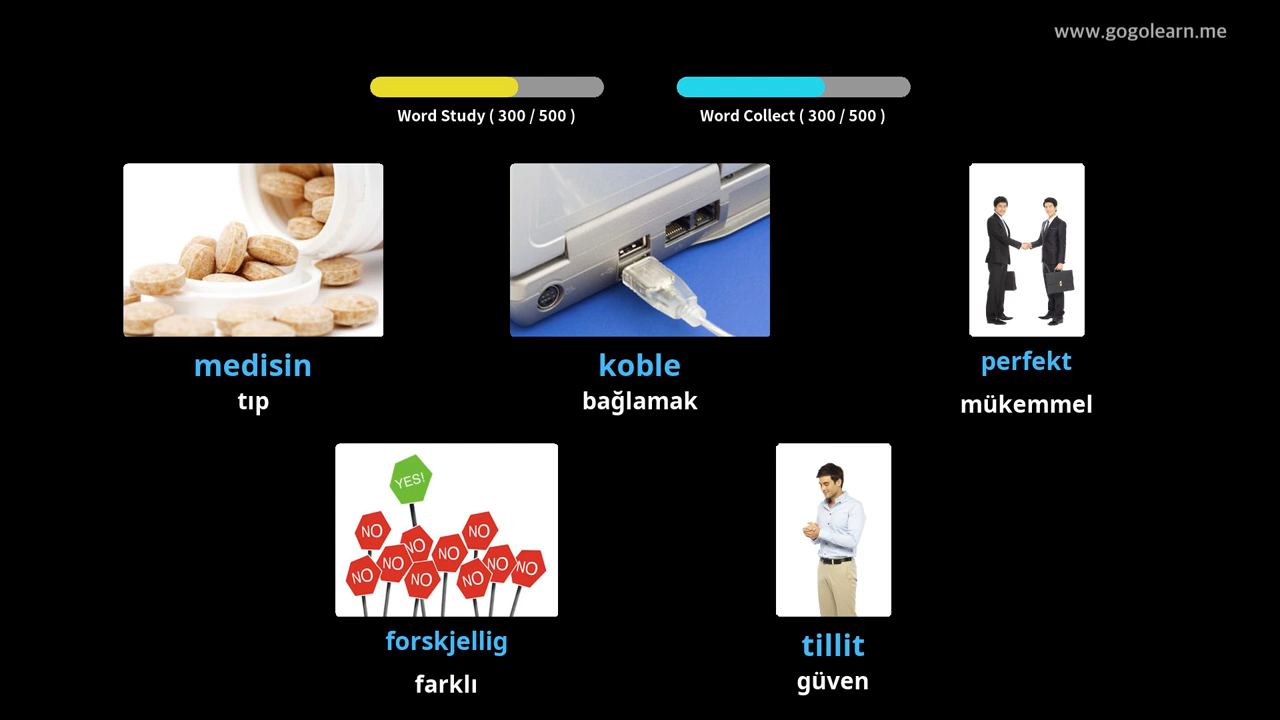 www.gogolearn.me
Word Study ( 300 / 500 )
Word Collect ( 300 / 500 )
medisin
tıp
koble
bağlamak
perfekt
mükemmel
YES!
NO
NO
NO
NO
NO
NO
NO
NO
NO
NO
forskjellig
farklı
tillit
güven